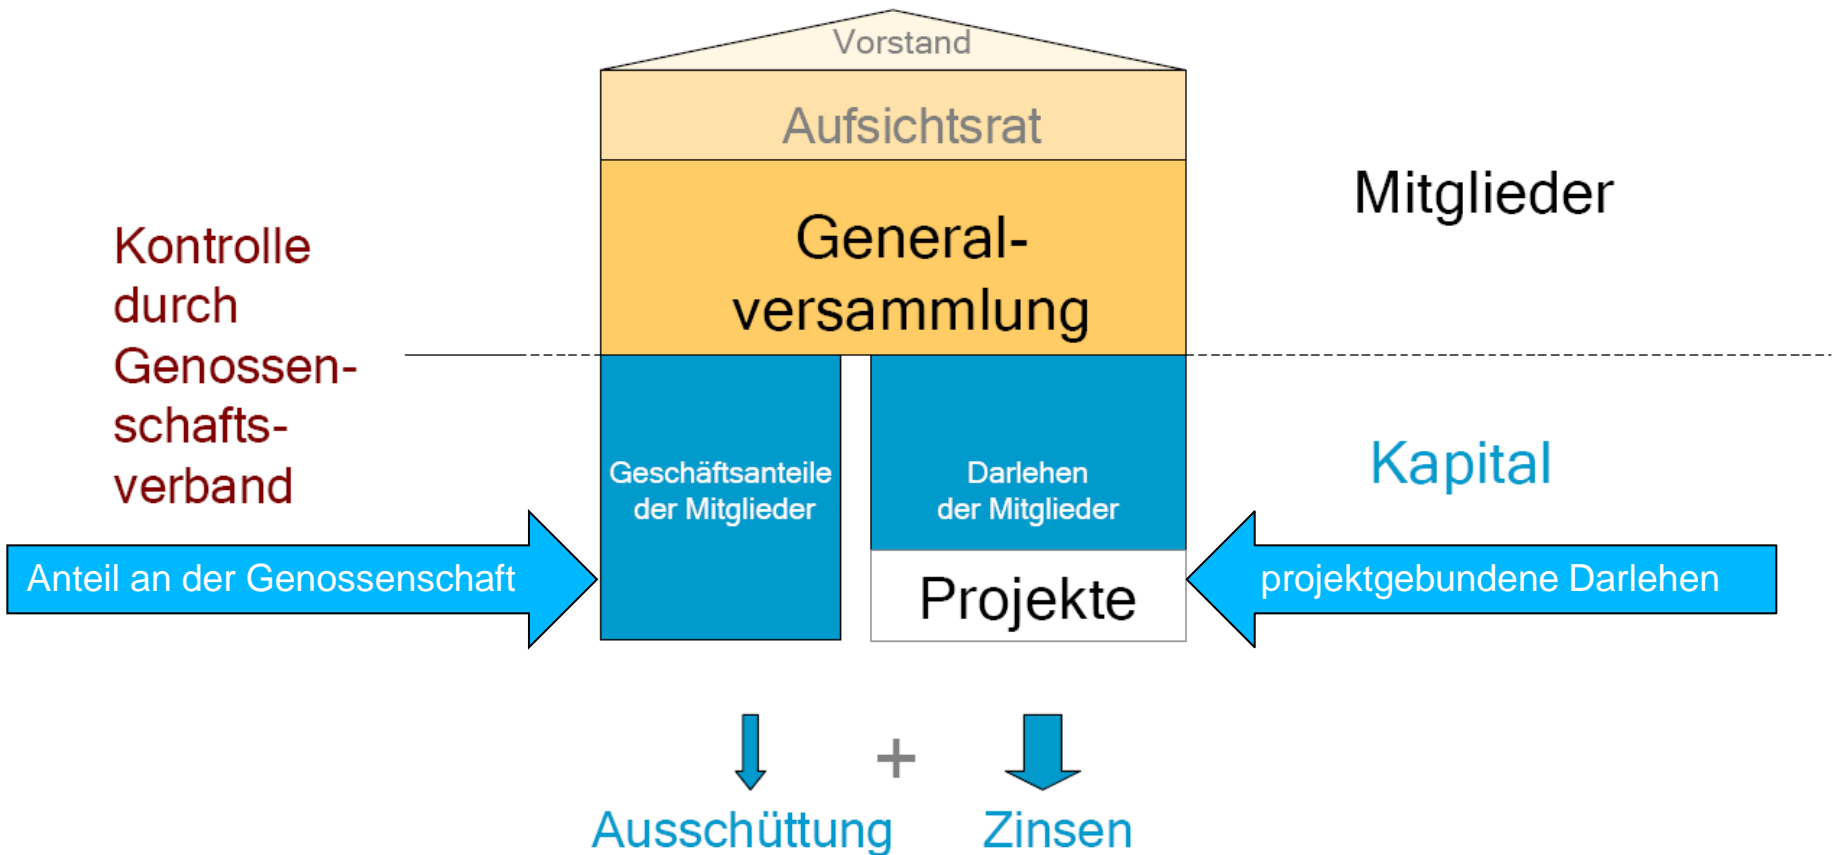 Vorstand
Aufsichtsrat
General-
versammlung
Mitglieder
Kontrolle
durch
Genossen-
schafts-
verband
Geschäftsanteile
der Mitglieder
Darlehen
der Mitglieder
Kapital
Anteil an der Genossenschaft
Projekte
projektgebundene Darlehen
+
Ausschüttung
Zinsen